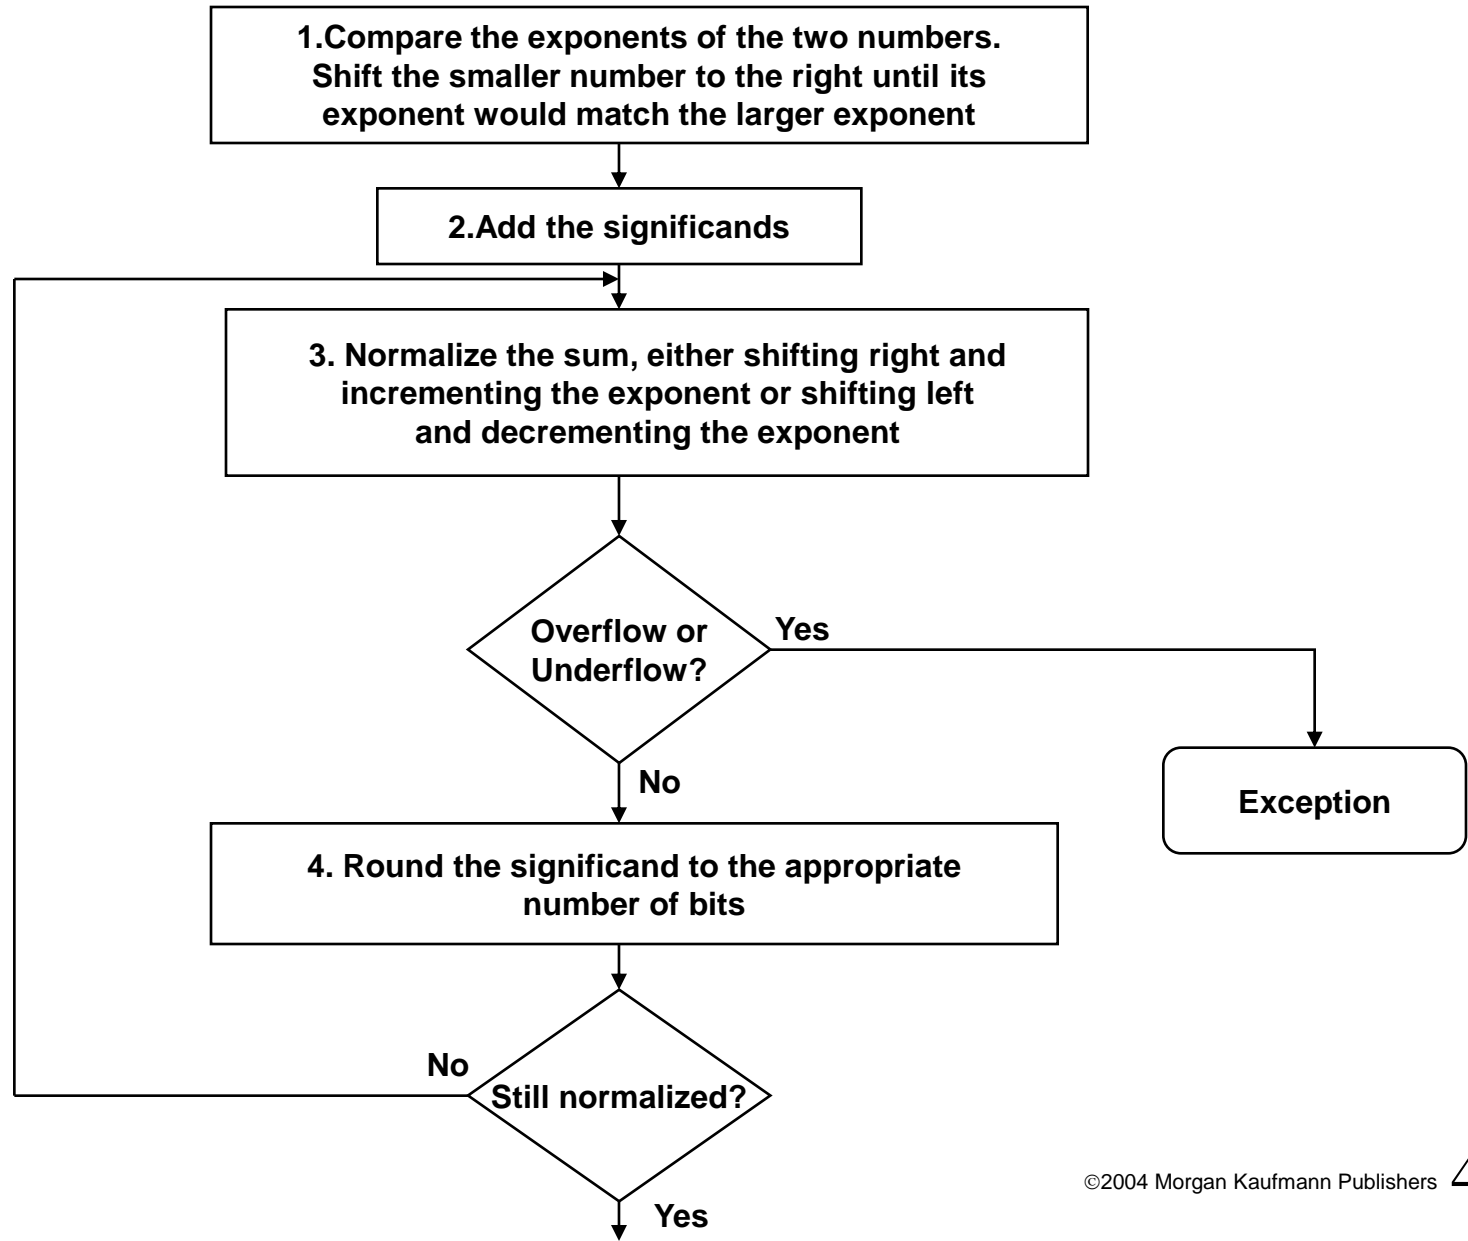 1.Compare the exponents of the two numbers.
Shift the smaller number to the right until its
exponent would match the larger exponent
2.Add the significands
3. Normalize the sum, either shifting right and
incrementing the exponent or shifting left
and decrementing the exponent
Overflow or
Underflow?
Yes
No
Exception
4. Round the significand to the appropriate
number of bits
No
Still normalized?
Yes
©2004 Morgan Kaufmann Publishers